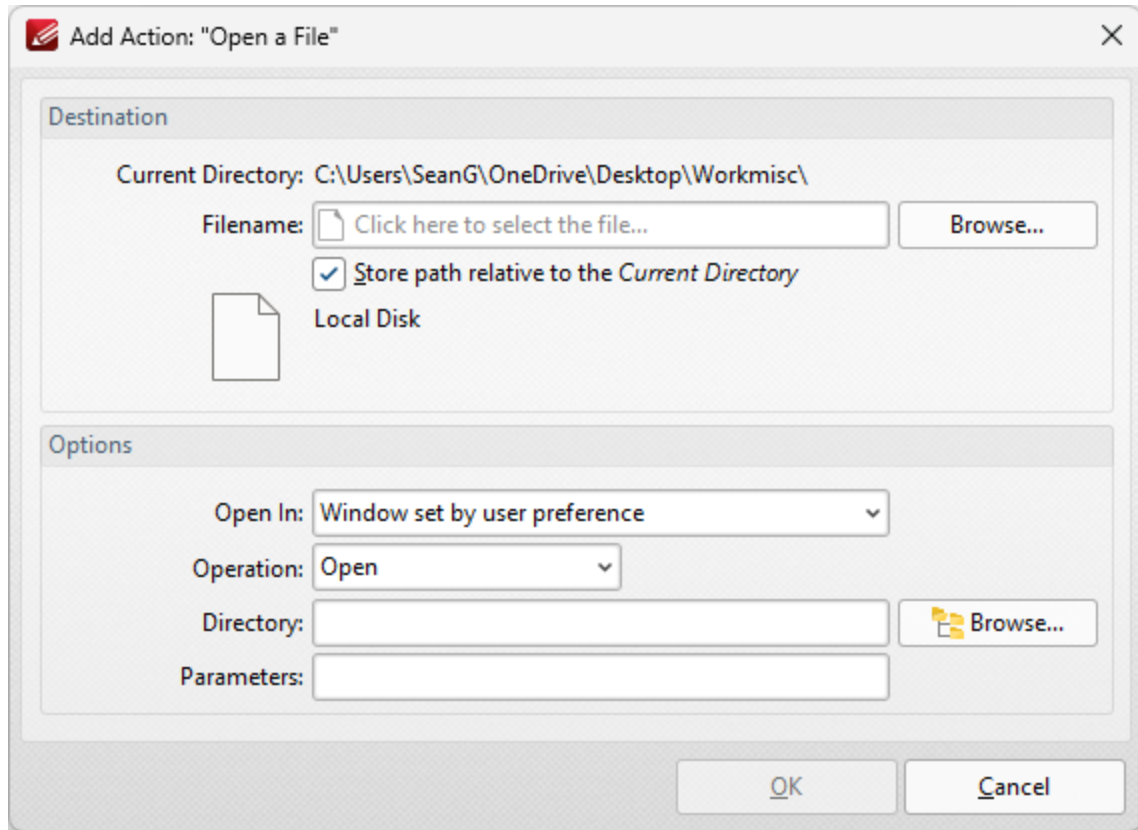 Add Action: "Open a File"
Destination
Current Directory: C:\Users\SeanG\OneDrive\Desktop\Workmisc\
Filename: Click here to select the file... Browse...
Store path relative to the Current Directory
Local Disk
Options
Open In: Window set by user preference
Operation: Open
Directory: Browse...
Parameters:
OK Cancel